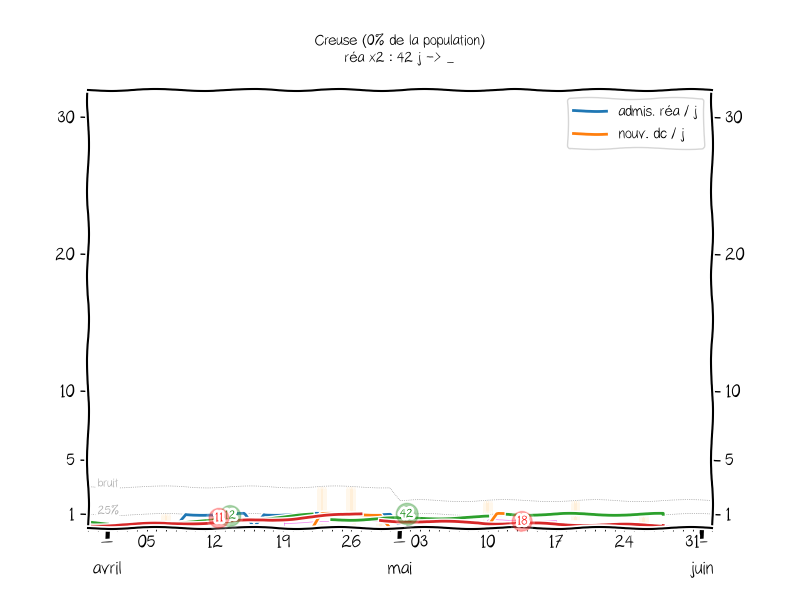 Creuse (0% de la population)
réa x2 : 42 j -> _
admis. réa / j
nouv. dc / j
30
30
20
20
10
10
5
5
bruit
25%
1
1
11
42
18
05
12
19
26
03
10
17
24
31
avril
mai
juin